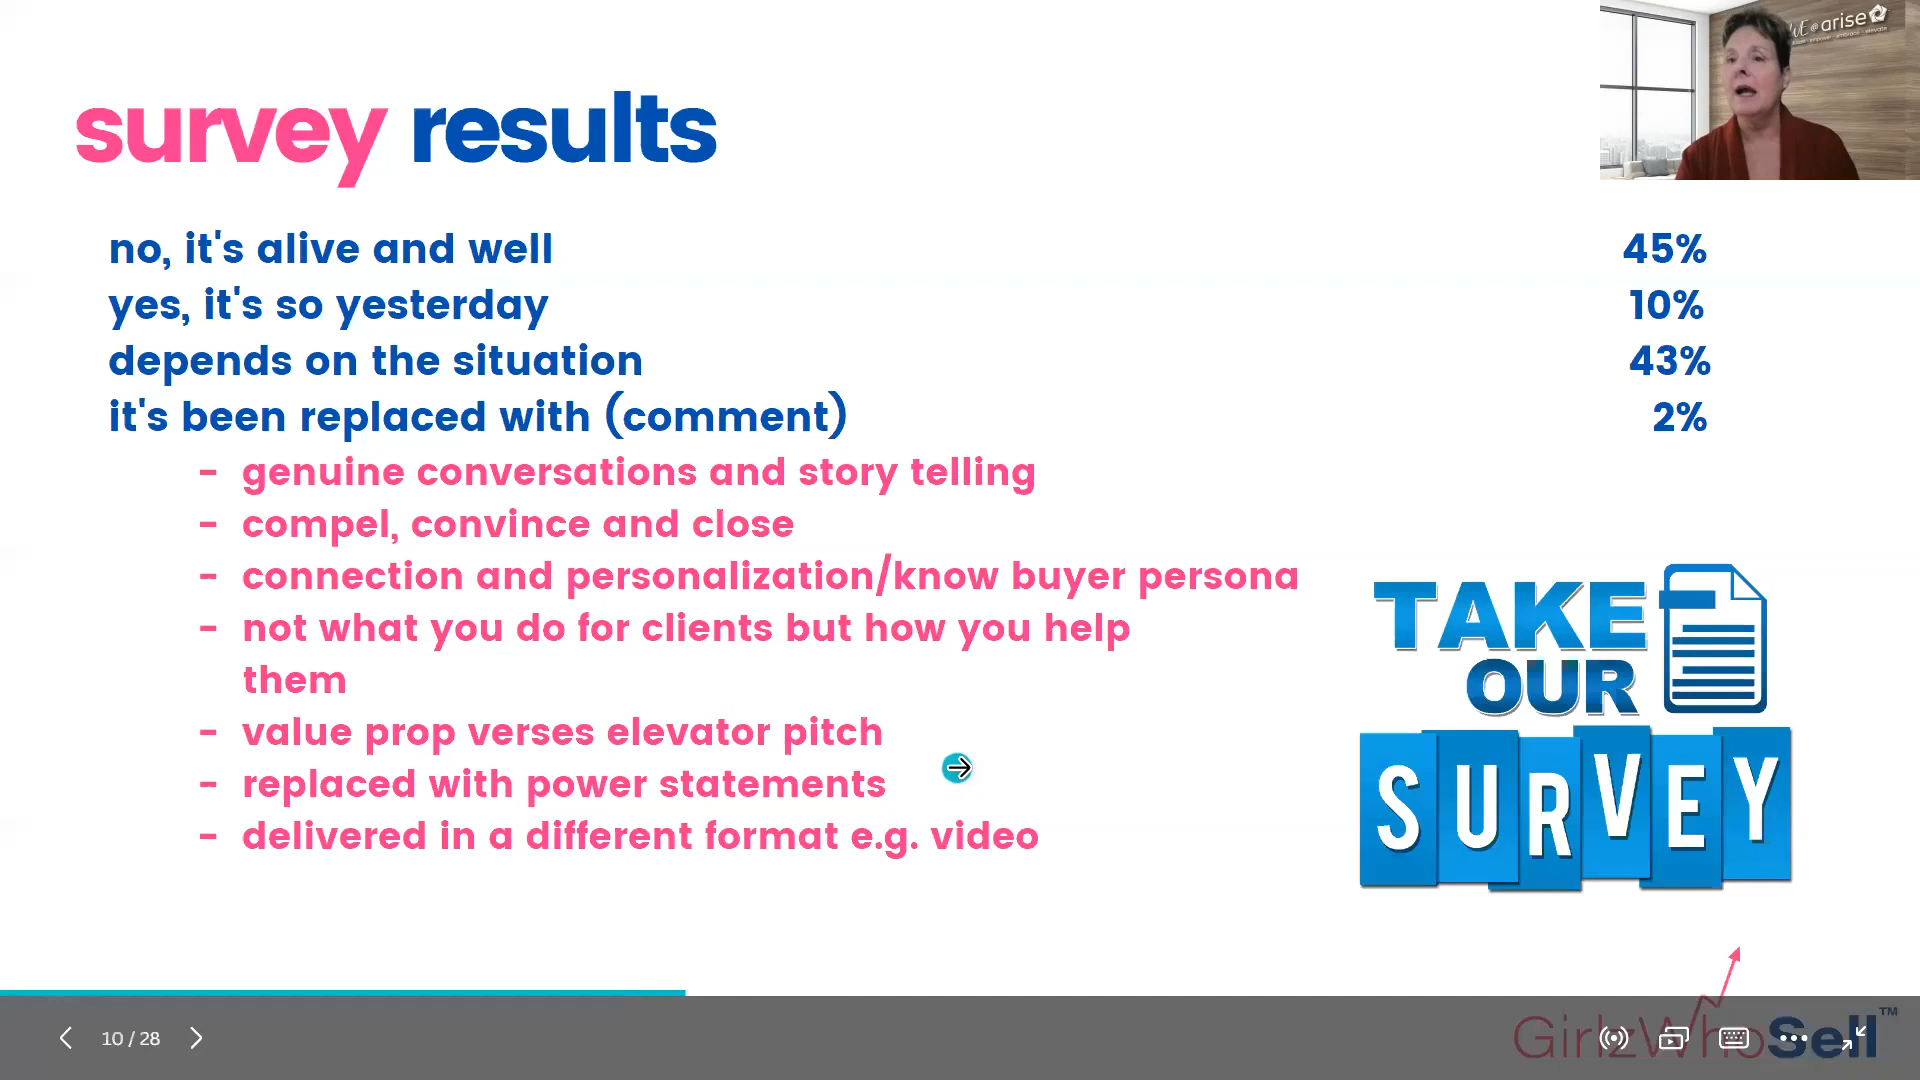 WE@arise
survey results
no, it's alive and well 45%
yes, it's so yesterday 10%
depends on the situation 43%
it's been replaced with (comment) 2%
- genuine conversations and story telling
- compel, convince and close
- connection and personalization/know buyer persona
- not what you do for clients but how you help
them
- value prop verses elevator pitch
- replaced with power statements
- delivered in a different format e.g. video
TAKE
OUR
SURVEY
10 / 28
GirlzWhoSell™